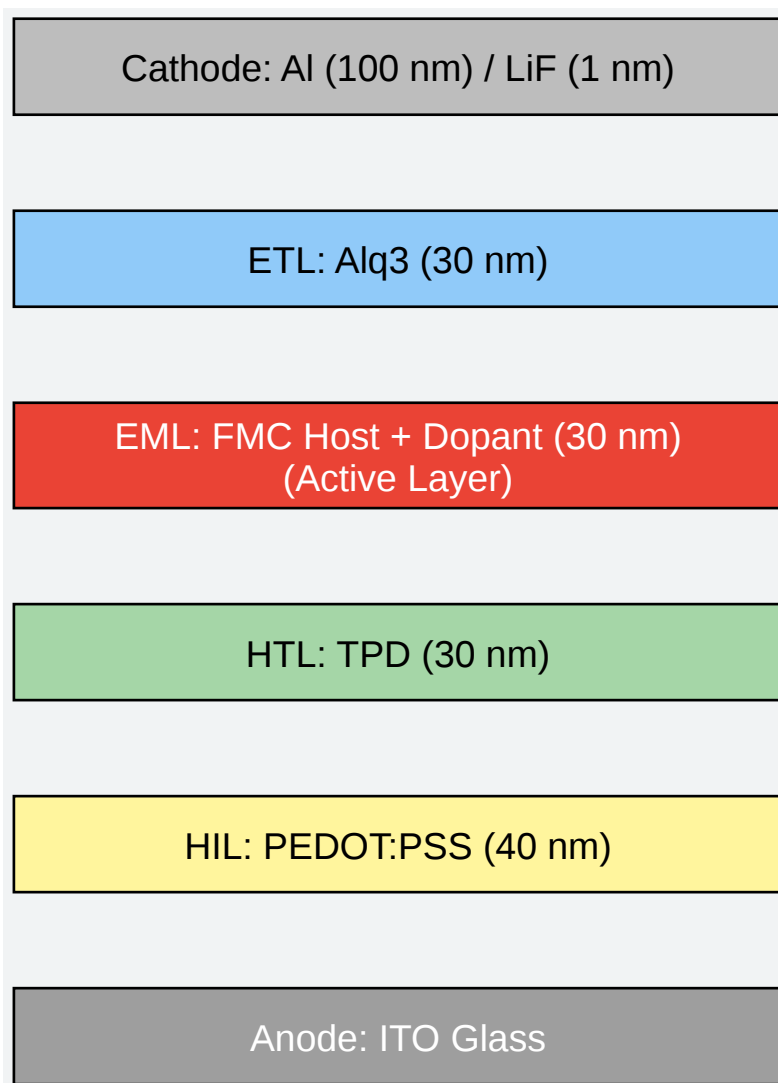 Cathode: Al (100 nm) / LiF (1 nm)
ETL: Alq3 (30 nm)
EML: FMC Host + Dopant (30 nm)
(Active Layer)
HTL: TPD (30 nm)
HIL: PEDOT:PSS (40 nm)
Anode: ITO Glass